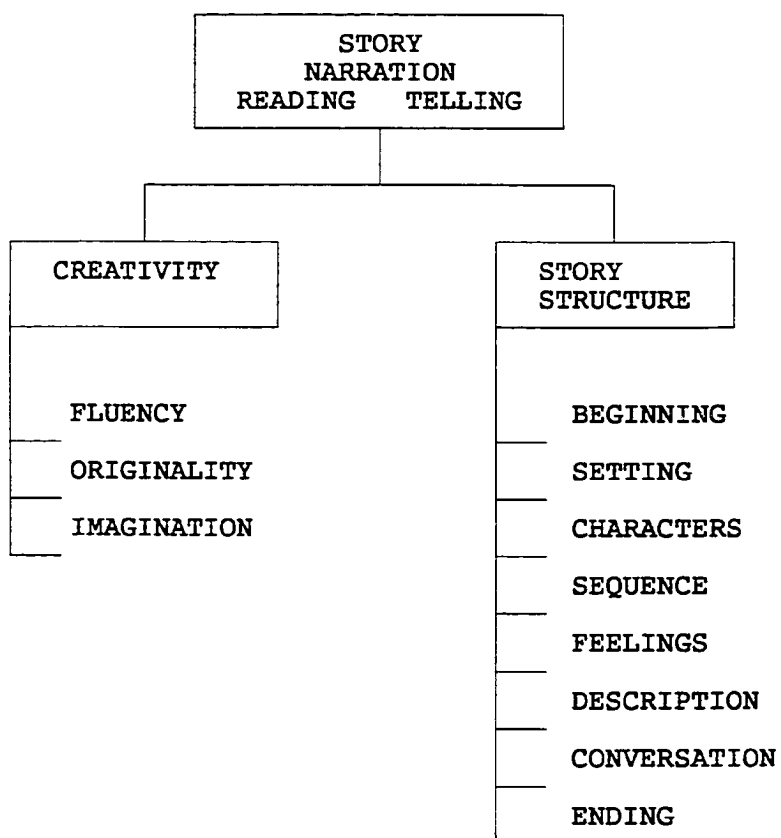 STORY
NARRATION
READING TELLING
CREATIVITY
FLUENCY
ORIGINALITY
IMAGINATION
STORY
STRUCTURE
BEGINNING
SETTING
CHARACTERS
SEQUENCE
FEELINGS
DESCRIPTION
CONVERSATION
ENDING